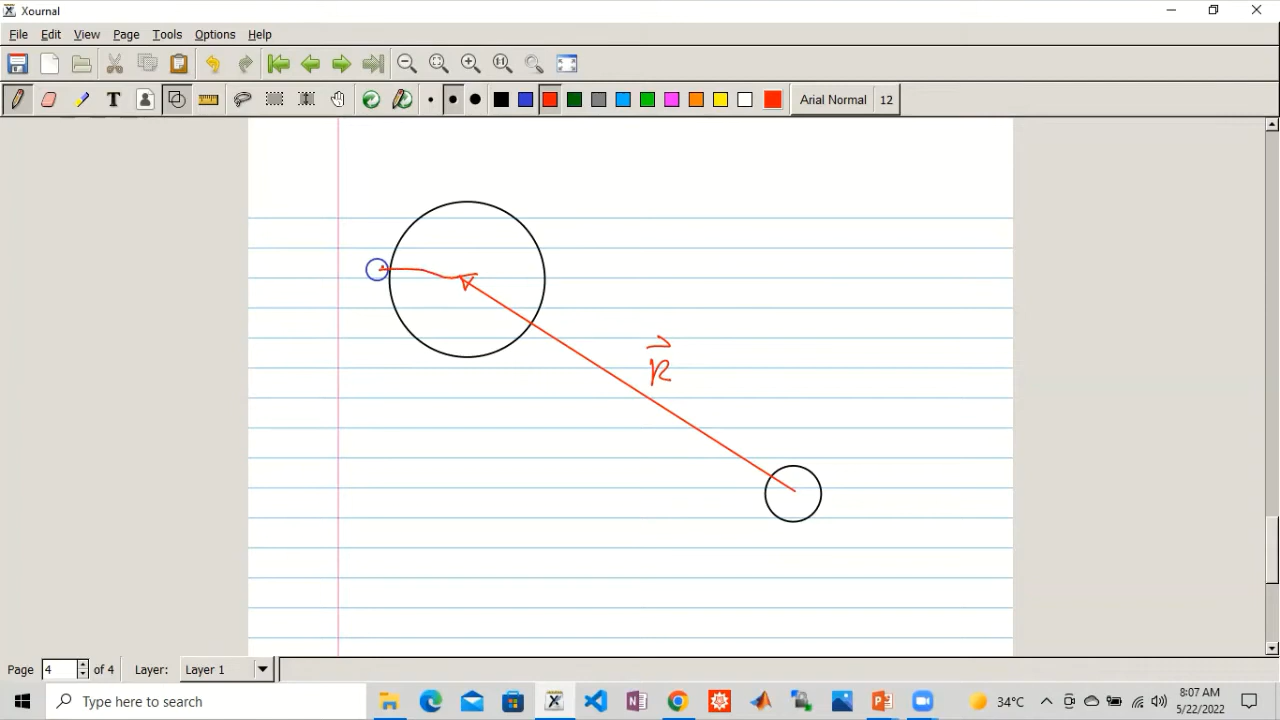 Xournal
File Edit View Page Tools Options Help
T Arial Normal 12
R
Page 4 of 4 Layer: Layer 1
Type here to search
34°C
8:07 AM
5/22/2022